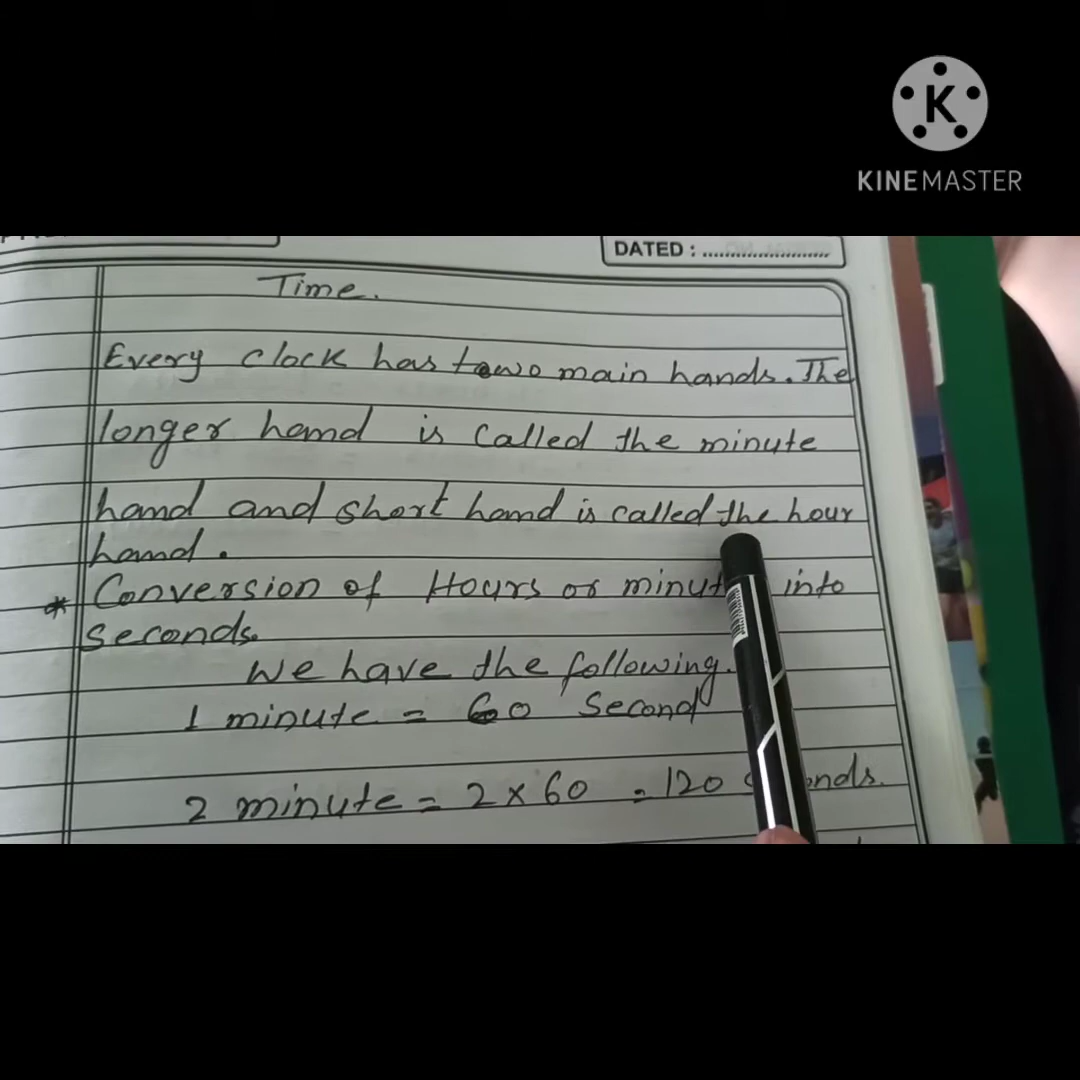 K
KINEMASTER
DATED : ........................
Time.
Every clock has two main hands. The
longer hand is called the minute
hand and short hand is called the hour
hand.
* Conversion of Hours or minut into
seconds.
We have the following.
1 minute = 60 Second
2 minute = 2 x 60 = 120 onds.